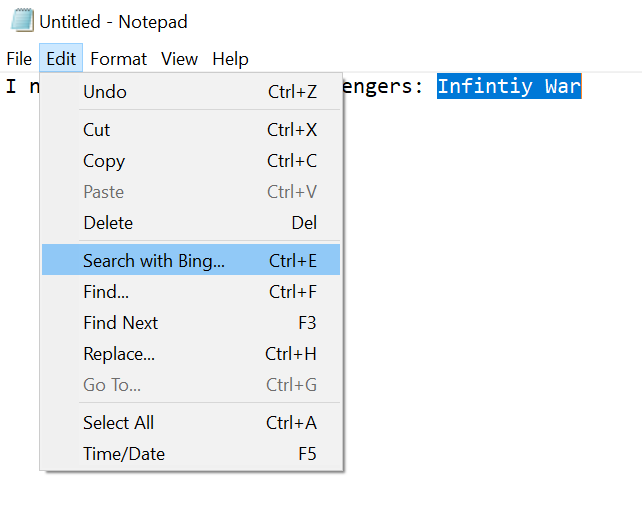 Untitled - Notepad
File Edit Format View Help
I n engers: Infintiy War
Undo Ctrl+Z
Cut Ctrl+X
Copy Ctrl+C
Paste Ctrl+V
Delete Del
Search with Bing... Ctrl+E
Find... Ctrl+F
Find Next F3
Replace... Ctrl+H
Go To... Ctrl+G
Select All Ctrl+A
Time/Date F5